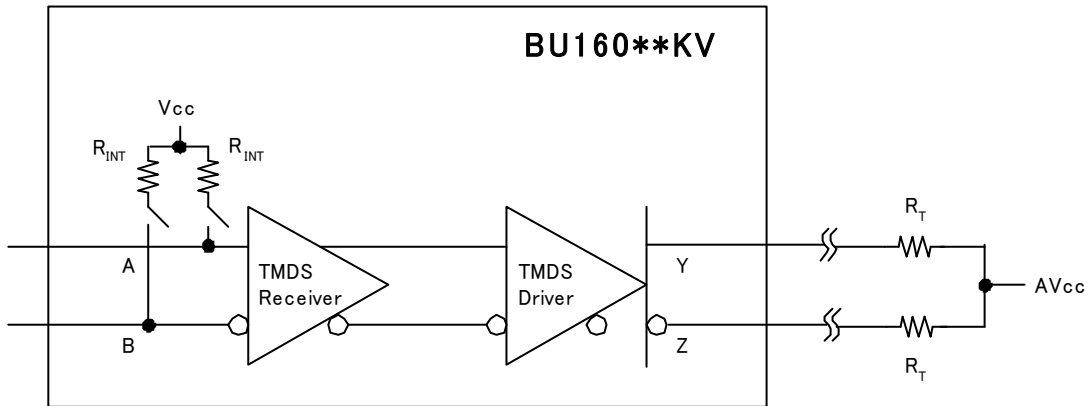 BU160**KV
Vcc
R_INT R_INT
R_T
A
TMDS
Receiver
TMDS
Driver
Y
AVcc
B
Z
R_T